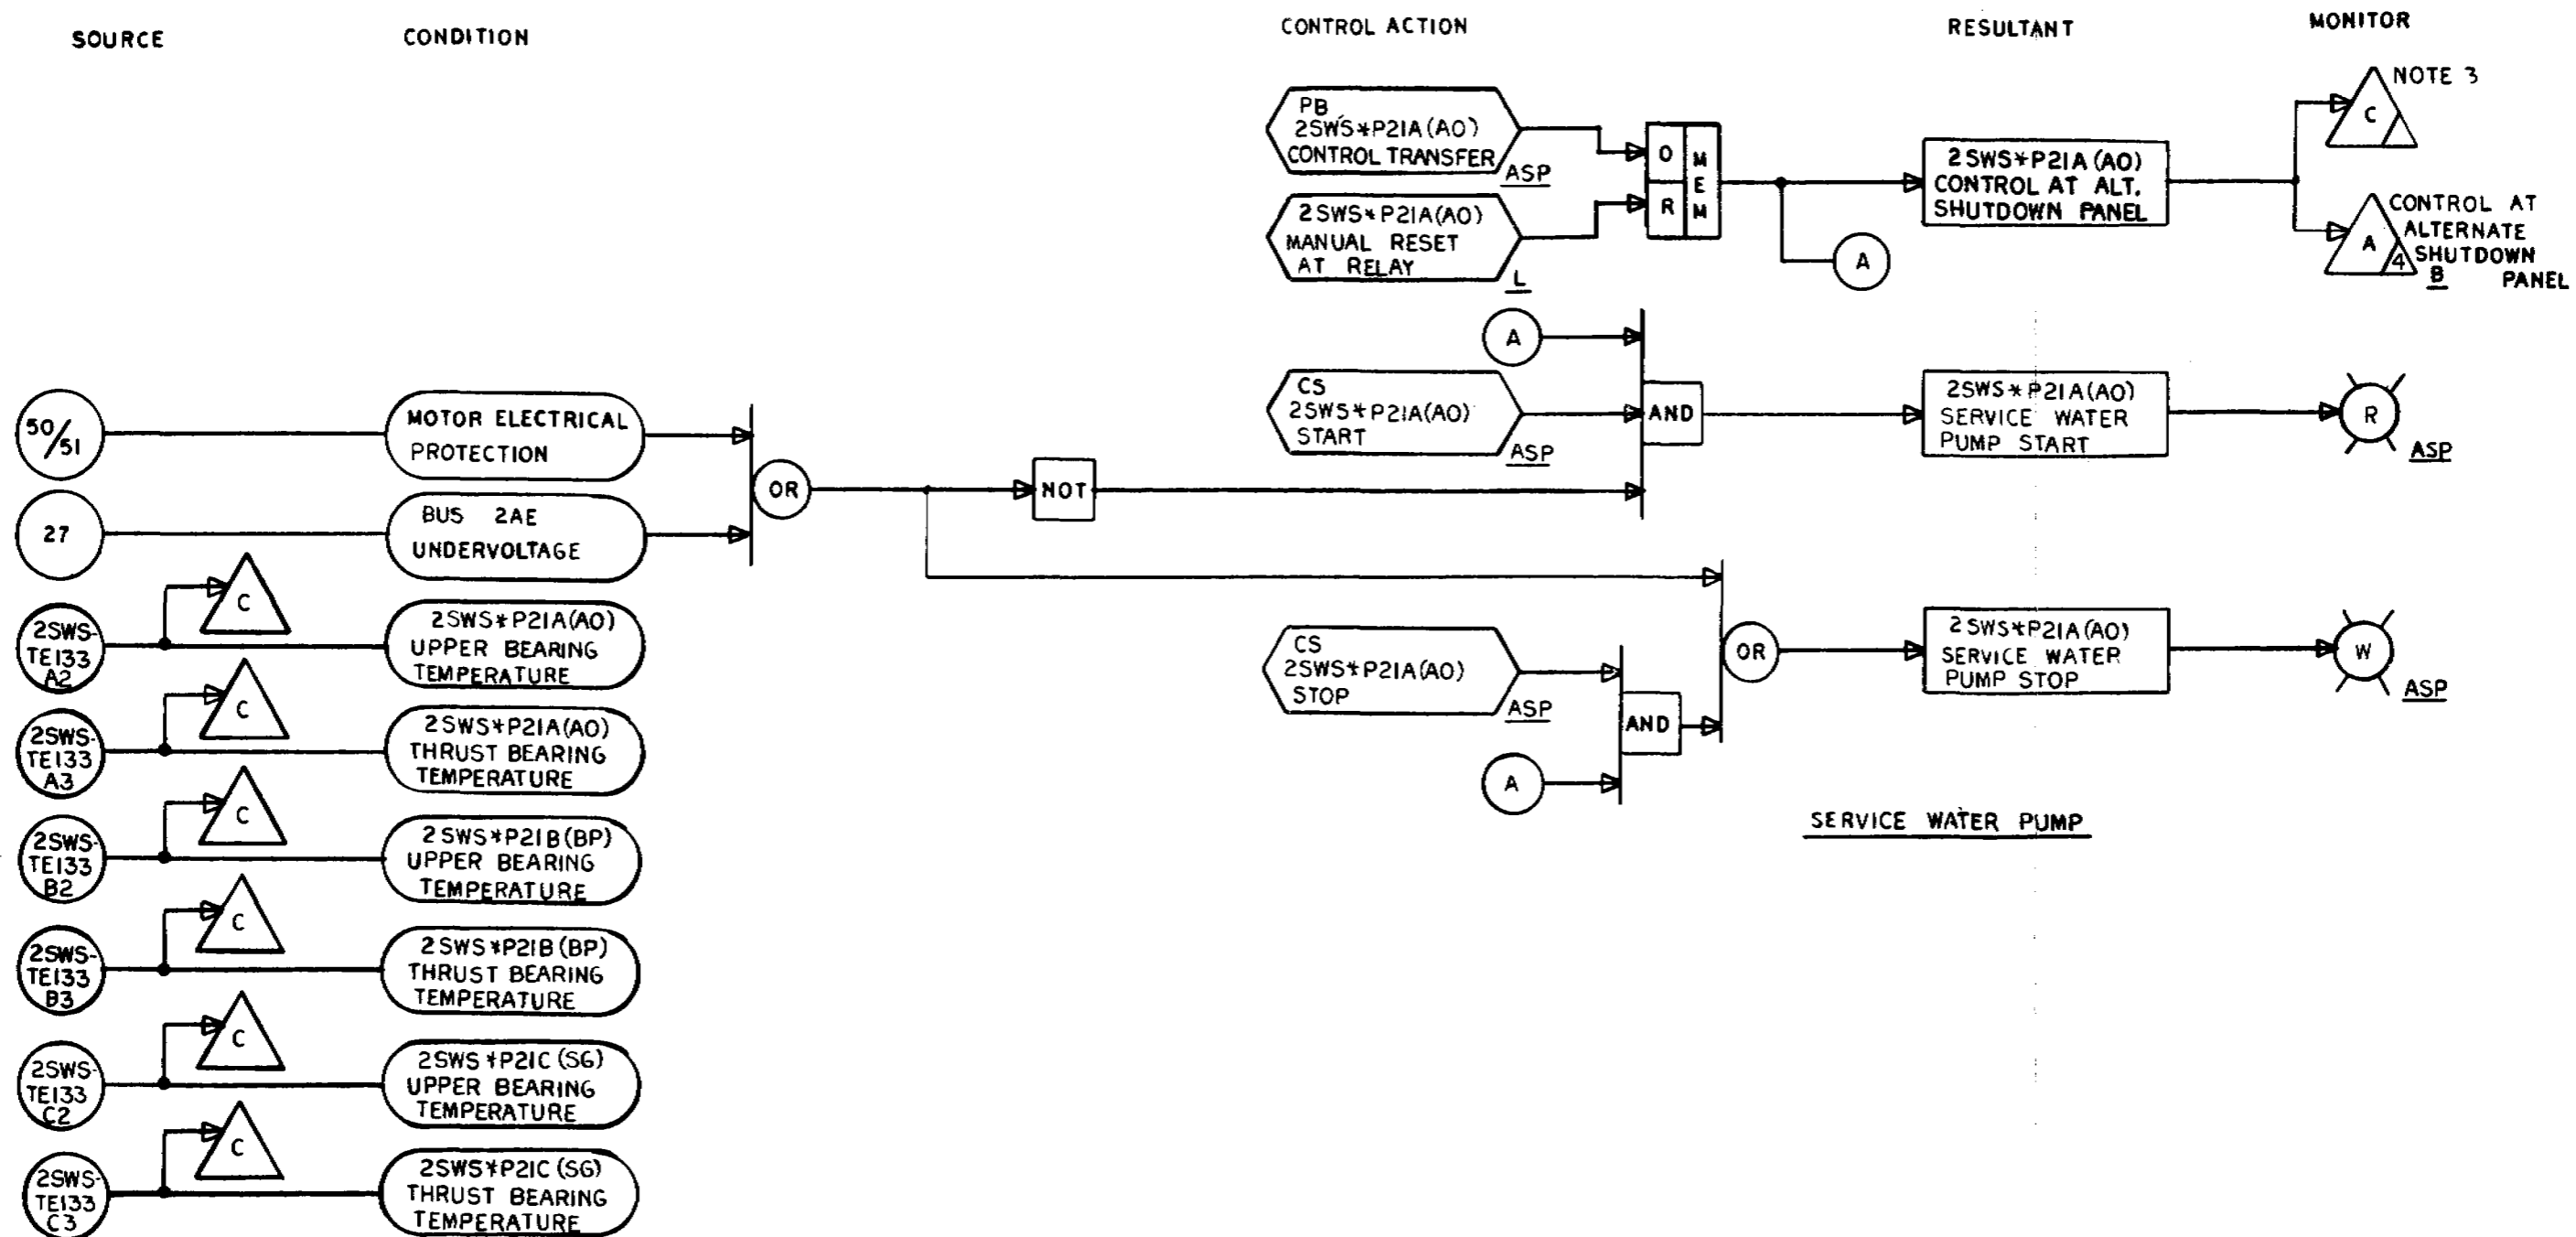 SOURCE
CONDITION
CONTROL ACTION
RESULTANT
MONITOR
PB
2SWS*P21A(AO)
CONTROL TRANSFER
ASP
2SWS*P21A(AO)
MANUAL RESET
AT RELAY
L
O
R
MEM
A
2SWS*P21A(AO)
CONTROL AT ALT.
SHUTDOWN PANEL
C
NOTE 3
A
4
CONTROL AT
ALTERNATE
SHUTDOWN
PANEL
B
A
CS
2SWS*P21A(AO)
START
ASP
AND
2SWS*P21A(AO)
SERVICE WATER
PUMP START
R
ASP
50/51
MOTOR ELECTRICAL
PROTECTION
27
BUS 2AE
UNDERVOLTAGE
OR
NOT
CS
2SWS*P21A(AO)
STOP
ASP
A
AND
OR
2SWS*P21A(AO)
SERVICE WATER
PUMP STOP
W
ASP
SERVICE WATER PUMP
2SWS-
TE133
A2
C
2SWS*P21A(AO)
UPPER BEARING
TEMPERATURE
2SWS-
TE133
A3
C
2SWS*P21A(AO)
THRUST BEARING
TEMPERATURE
2SWS-
TE133
B2
C
2SWS*P21B(BP)
UPPER BEARING
TEMPERATURE
2SWS-
TE133
B3
C
2SWS*P21B(BP)
THRUST BEARING
TEMPERATURE
2SWS-
TE133
C2
C
2SWS*P21C(SG)
UPPER BEARING
TEMPERATURE
2SWS-
TE133
C3
C
2SWS*P21C(SG)
THRUST BEARING
TEMPERATURE